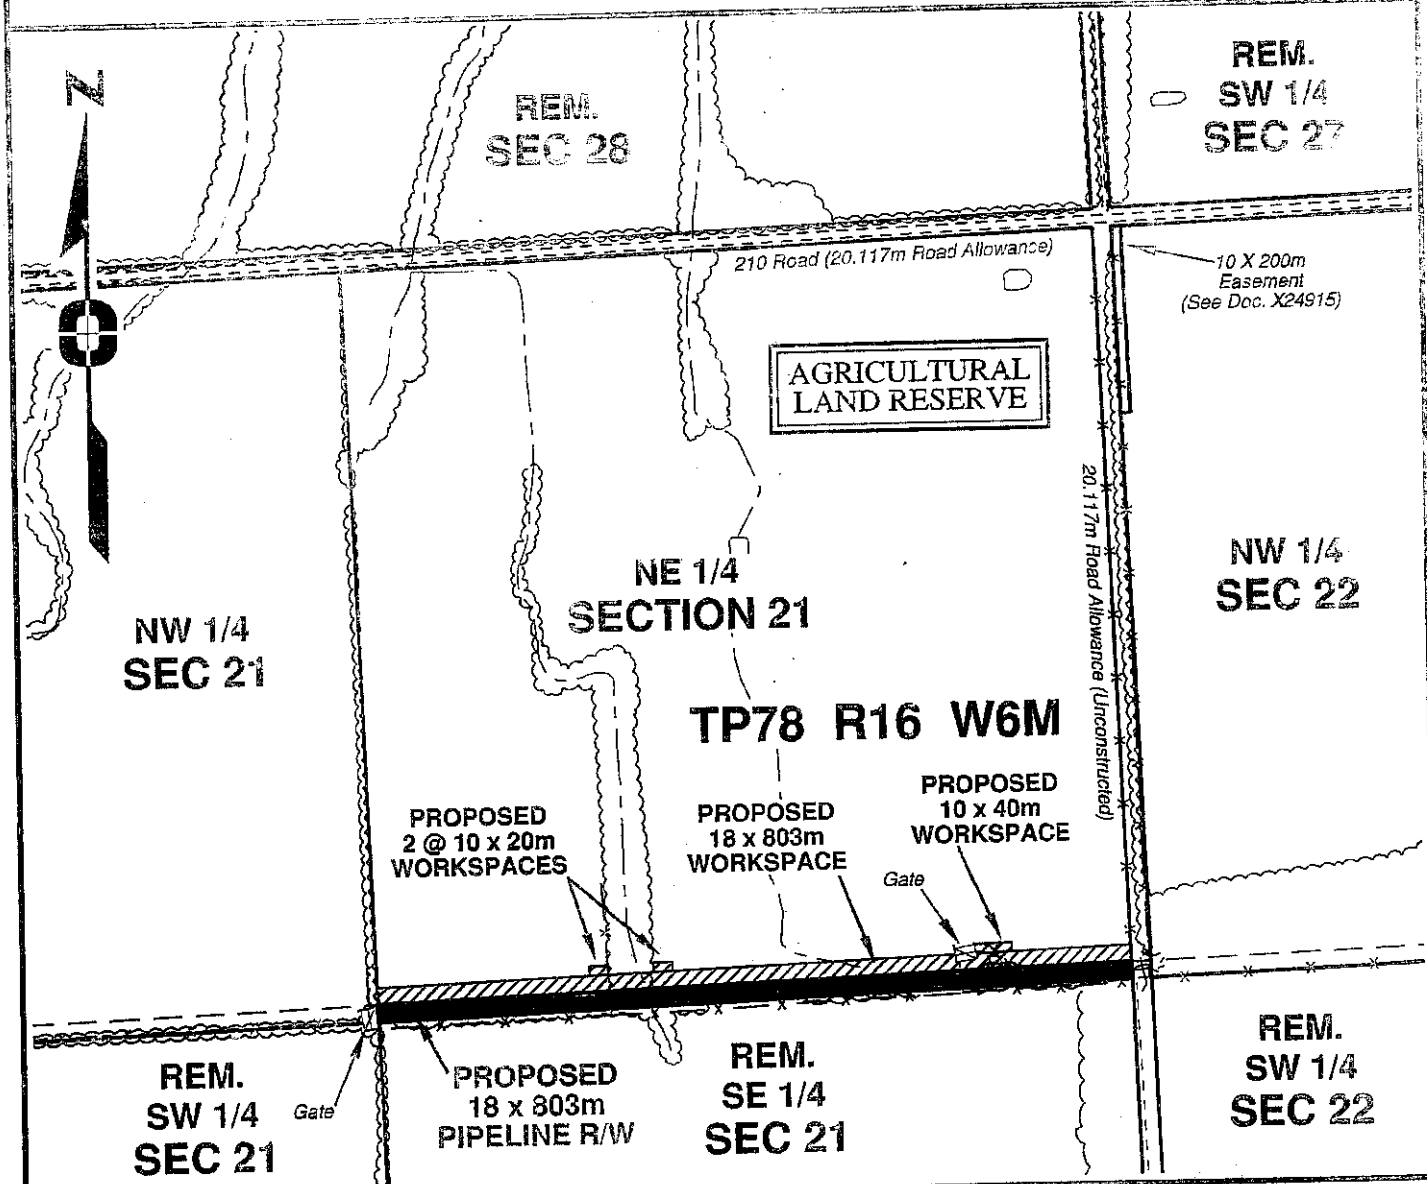 N
REM.
SEC 28
REM.
SW 1/4
SEC 27
210 Road (20.117m Road Allowance)
10 X 200m
Easement
(See Doc. X24915)
AGRICULTURAL
LAND RESERVE
20.117m Road Allowance (Unconstructed)
NW 1/4
SEC 21
NE 1/4
SECTION 21
NW 1/4
SEC 22
TP78 R16 W6M
PROPOSED
2 @ 10 x 20m
WORKSPACES
PROPOSED
18 x 803m
WORKSPACE
PROPOSED
10 x 40m
WORKSPACE
Gate
REM.
SW 1/4
SEC 21
Gate
PROPOSED
18 x 803m
PIPELINE R/W
REM.
SE 1/4
SEC 21
REM.
SW 1/4
SEC 22